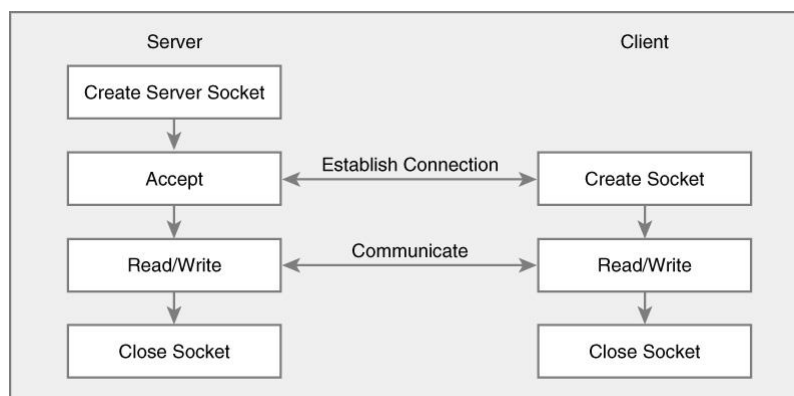 Server
Client
Create Server Socket
Accept
Establish Connection
Create Socket
Read/Write
Communicate
Read/Write
Close Socket
Close Socket